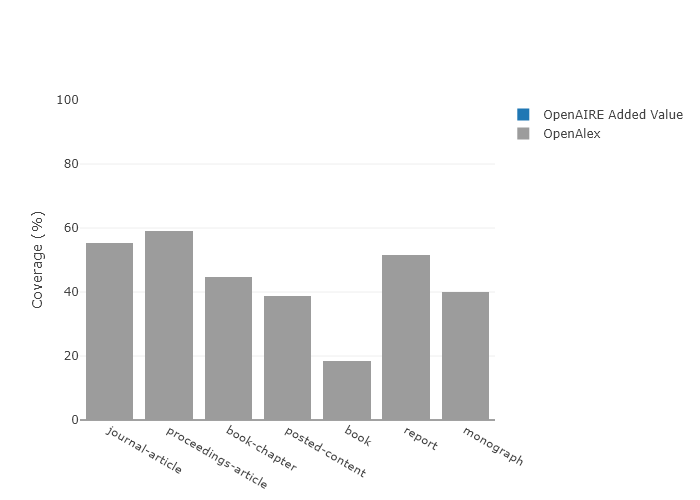 100
80
60
40
20
0
Coverage (%)
journal-article
proceedings-article
book-chapter
posted-content
book
report
monograph
OpenAIRE Added Value
OpenAlex